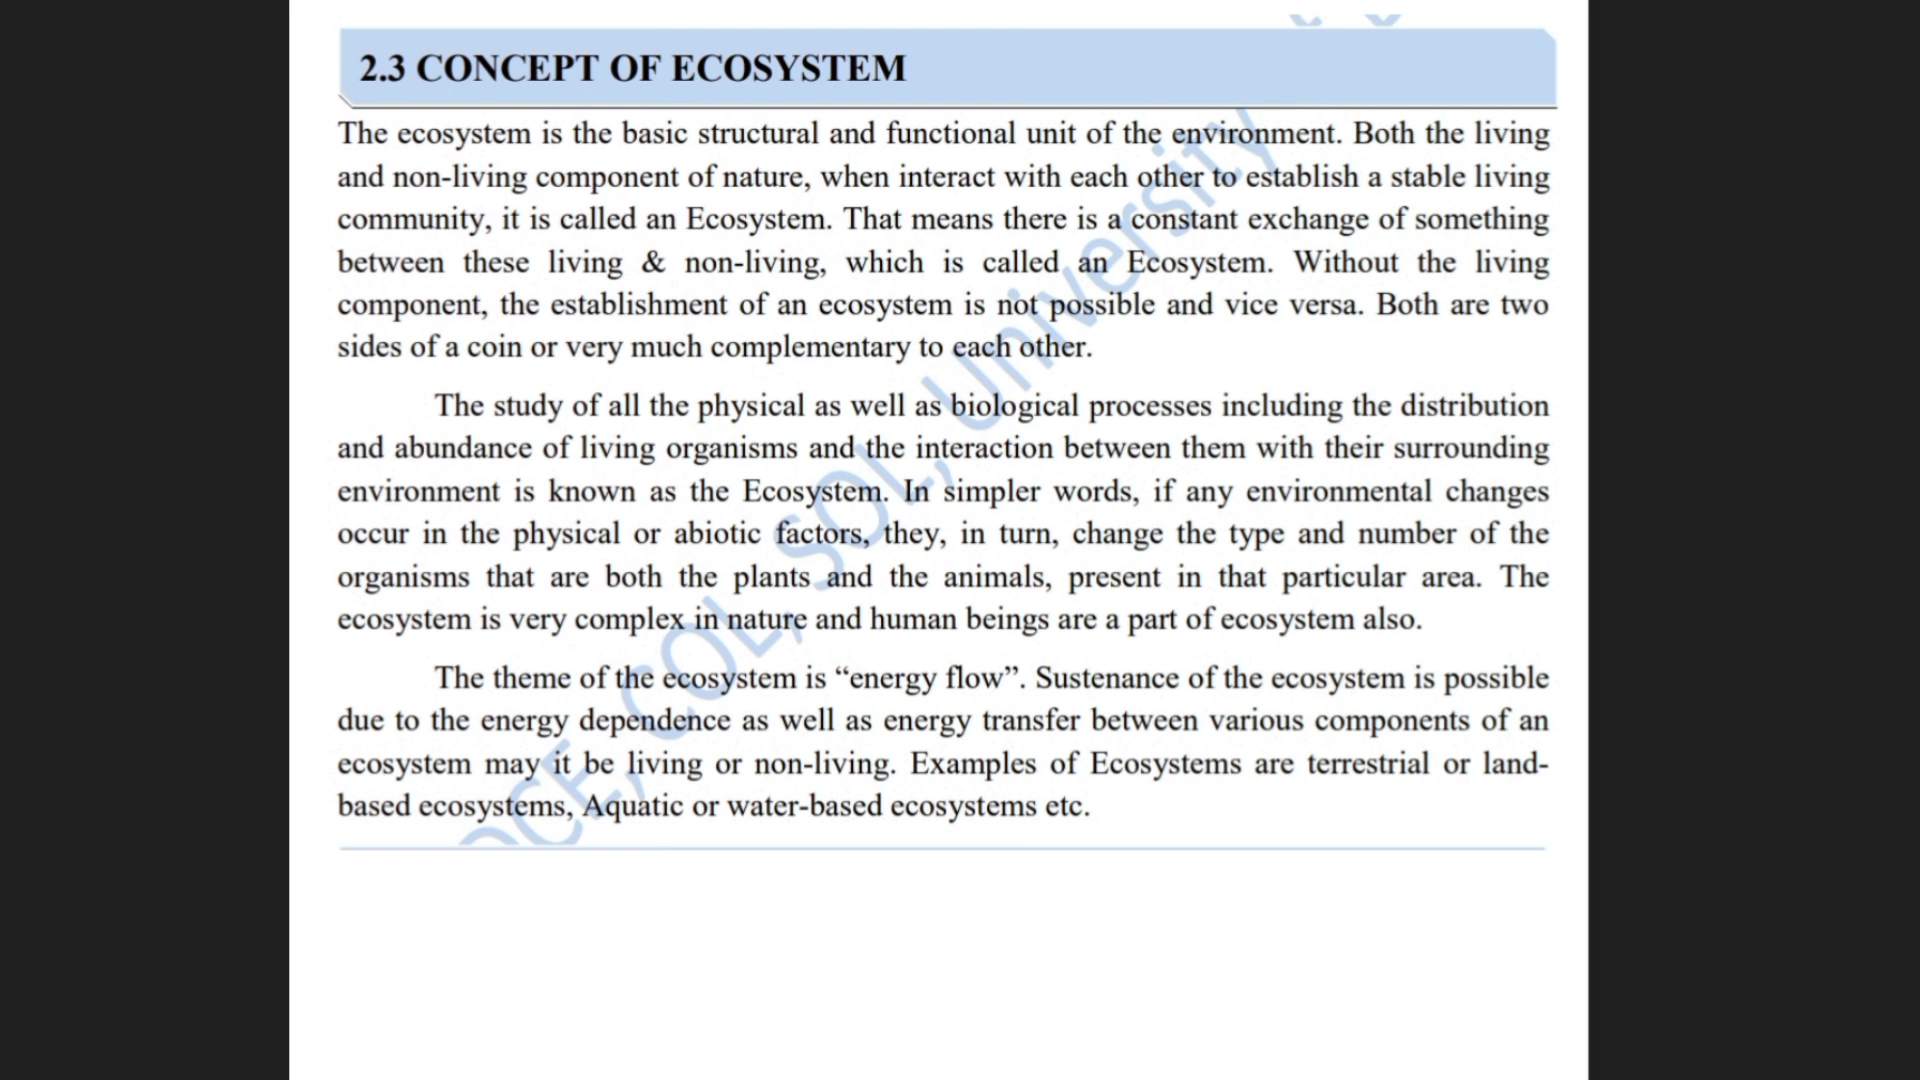 2.3 CONCEPT OF ECOSYSTEM
The ecosystem is the basic structural and functional unit of the environment. Both the living
and non-living component of nature, when interact with each other to establish a stable living
community, it is called an Ecosystem. That means there is a constant exchange of something
between these living & non-living, which is called an Ecosystem. Without the living
component, the establishment of an ecosystem is not possible and vice versa. Both are two
sides of a coin or very much complementary to each other.
The study of all the physical as well as biological processes including the distribution
and abundance of living organisms and the interaction between them with their surrounding
environment is known as the Ecosystem. In simpler words, if any environmental changes
occur in the physical or abiotic factors, they, in turn, change the type and number of the
organisms that are both the plants and the animals, present in that particular area. The
ecosystem is very complex in nature and human beings are a part of ecosystem also.
The theme of the ecosystem is “energy flow”. Sustenance of the ecosystem is possible
due to the energy dependence as well as energy transfer between various components of an
ecosystem may it be living or non-living. Examples of Ecosystems are terrestrial or land-
based ecosystems, Aquatic or water-based ecosystems etc.
COL, SOL, University